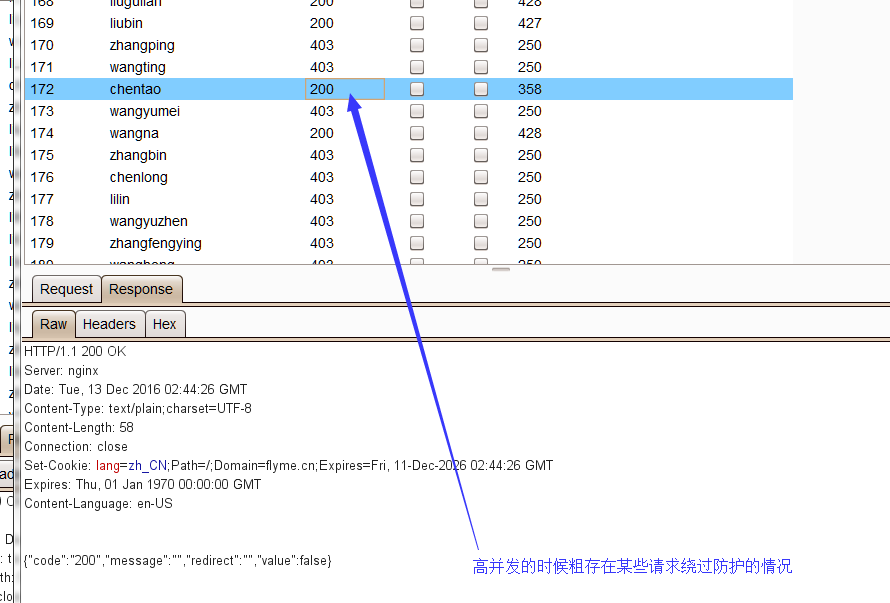 168 liugulian 200 428
169 liubin 200 427
170 zhangping 403 250
171 wangting 403 250
172 chentao 200 358
173 wangyumei 403 250
174 wangna 200 428
175 zhangbin 403 250
176 chenlong 403 250
177 lilin 403 250
178 wangyuzhen 403 250
179 zhangfengying 403 250
180 wanghong 403 250
Request Response
Raw Headers Hex
HTTP/1.1 200 OK
Server: nginx
Date: Tue, 13 Dec 2016 02:44:26 GMT
Content-Type: text/plain;charset=UTF-8
Content-Length: 58
Connection: close
Set-Cookie: lang=zh_CN;Path=/;Domain=flyme.cn;Expires=Fri, 11-Dec-2026 02:44:26 GMT
Expires: Thu, 01 Jan 1970 00:00:00 GMT
Content-Language: en-US
{"code":"200","message":"","redirect":"","value":false}
高并发的时候粗存在某些请求绕过防护的情况